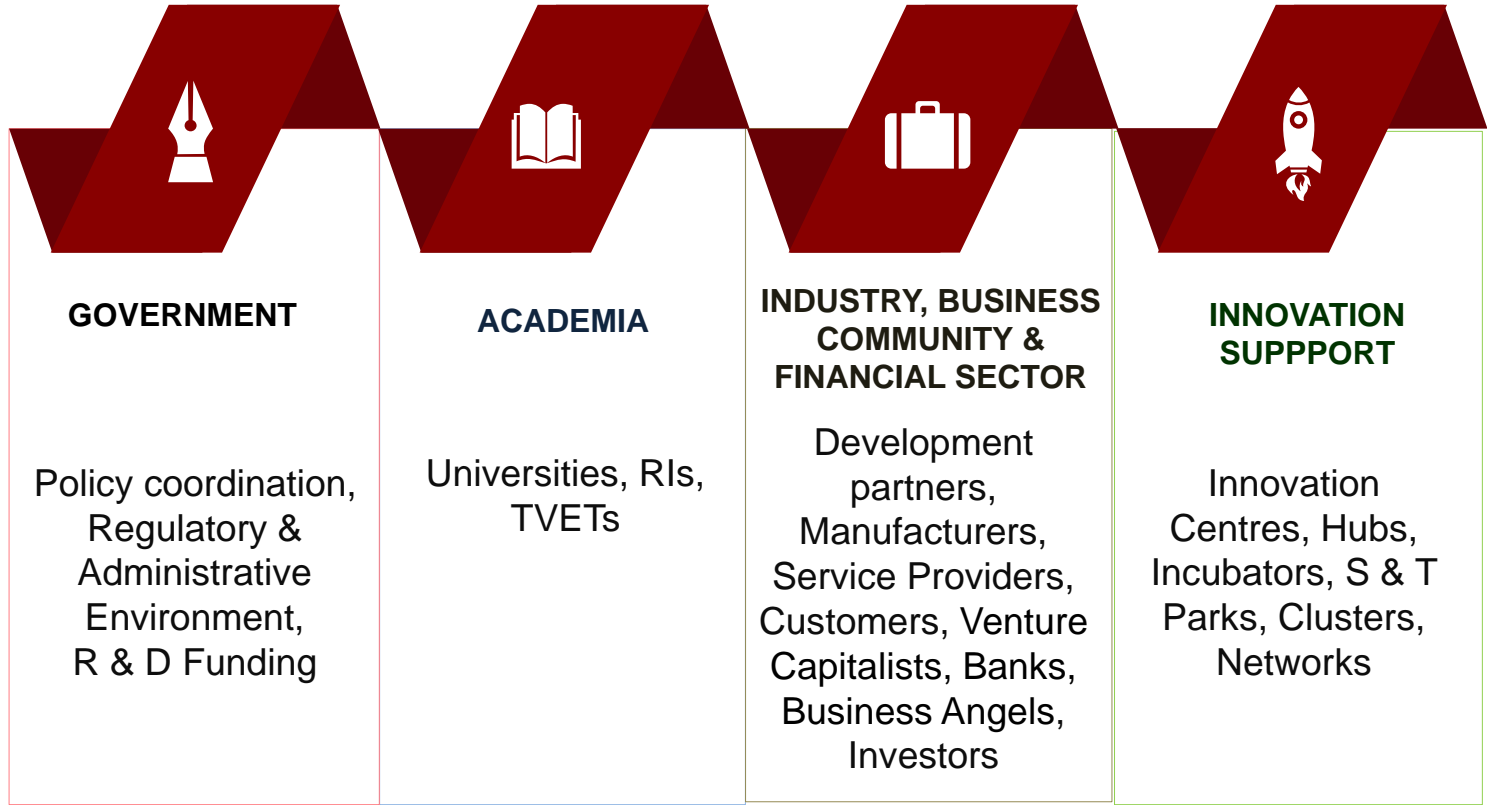 GOVERNMENT
Policy coordination,
Regulatory &
Administrative
Environment,
R & D Funding
ACADEMIA
Universities, RIs,
TVETs
INDUSTRY, BUSINESS
COMMUNITY &
FINANCIAL SECTOR
Development
partners,
Manufacturers,
Service Providers,
Customers, Venture
Capitalists, Banks,
Business Angels,
Investors
INNOVATION
SUPPPORT
Innovation
Centres, Hubs,
Incubators, S & T
Parks, Clusters,
Networks